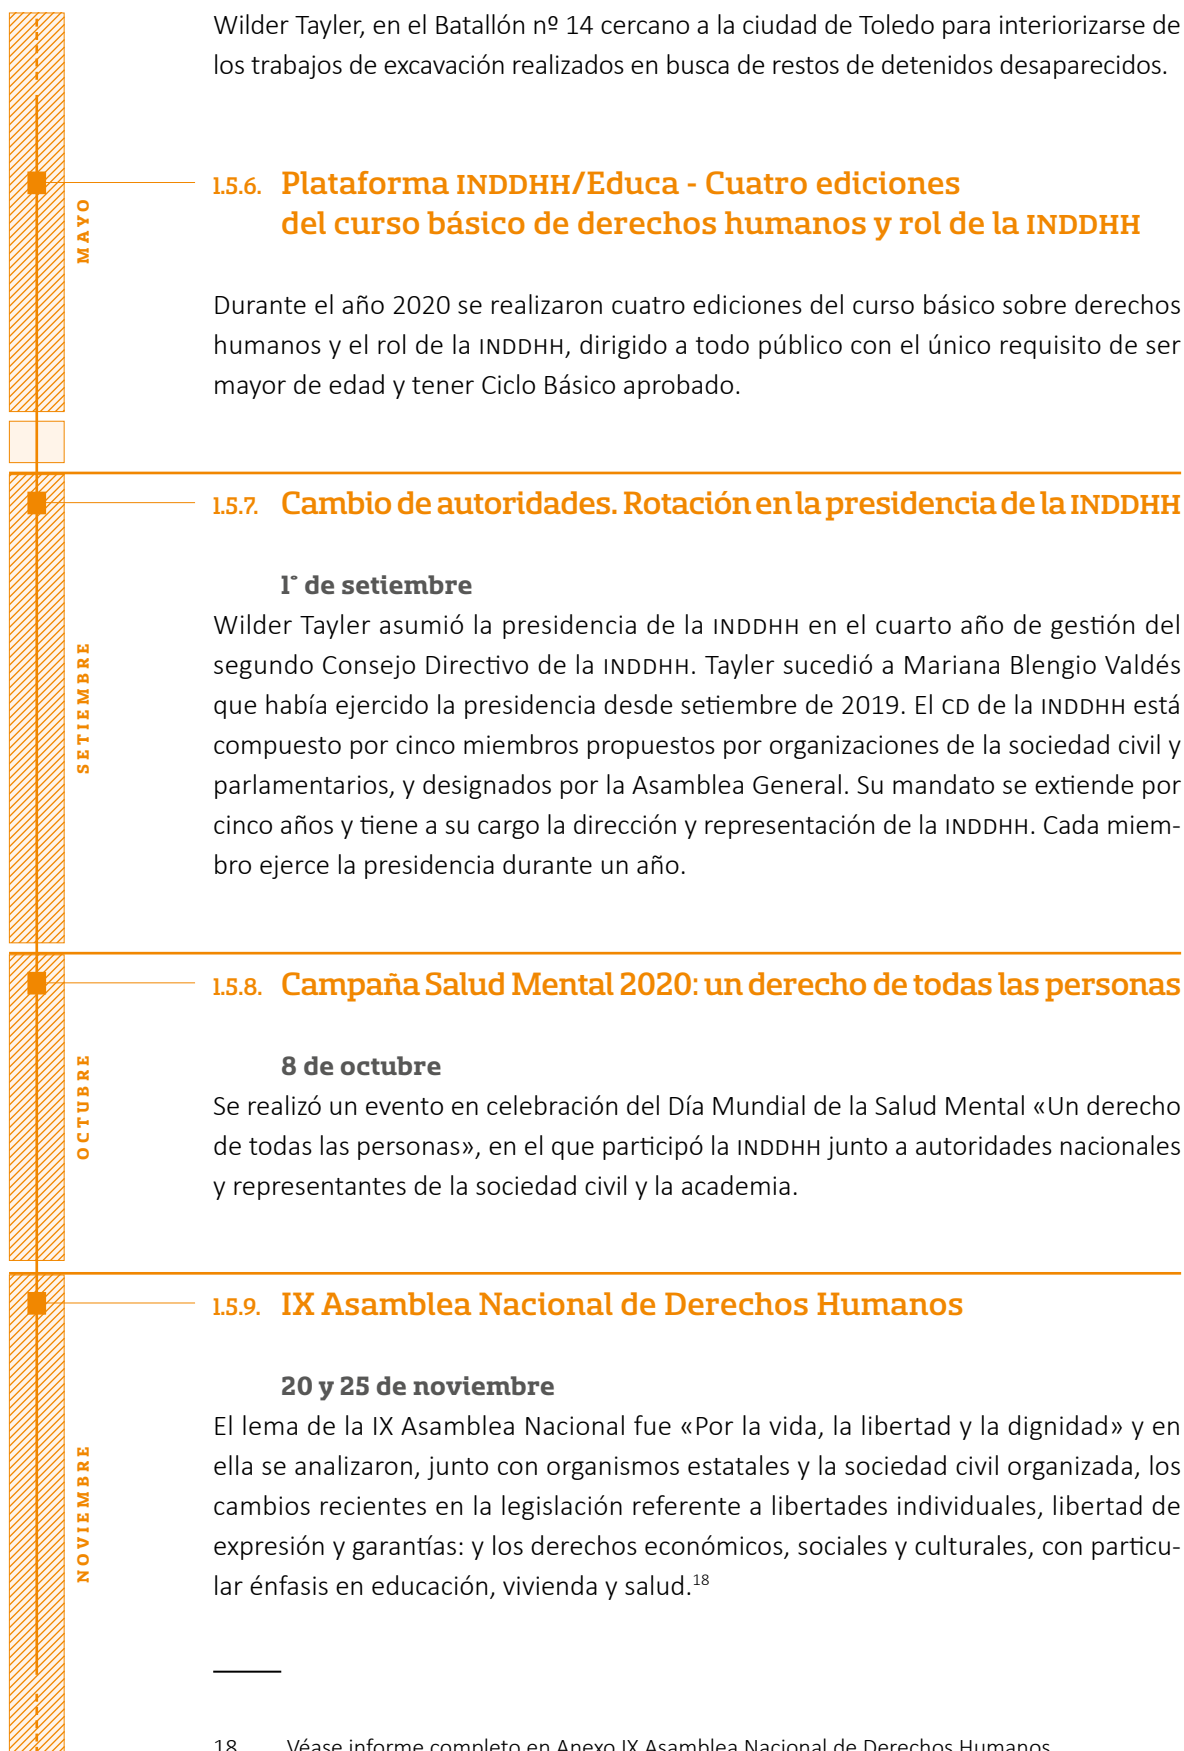 Wilder Tayler, en el Batallón nº 14 cercano a la ciudad de Toledo para interiorizarse de
los trabajos de excavación realizados en busca de restos de detenidos desaparecidos.
MAYO
1.5.6. Plataforma INDDHH/Educa - Cuatro ediciones
del curso básico de derechos humanos y rol de la INDDHH
Durante el año 2020 se realizaron cuatro ediciones del curso básico sobre derechos
humanos y el rol de la INDDHH, dirigido a todo público con el único requisito de ser
mayor de edad y tener Ciclo Básico aprobado.
SETIEMBRE
1.5.7. Cambio de autoridades. Rotación en la presidencia de la INDDHH
1° de setiembre
Wilder Tayler asumió la presidencia de la INDDHH en el cuarto año de gestión del
segundo Consejo Directivo de la INDDHH. Tayler sucedió a Mariana Blengio Valdés
que había ejercido la presidencia desde setiembre de 2019. El CD de la INDDHH está
compuesto por cinco miembros propuestos por organizaciones de la sociedad civil y
parlamentarios, y designados por la Asamblea General. Su mandato se extiende por
cinco años y tiene a su cargo la dirección y representación de la INDDHH. Cada miem-
bro ejerce la presidencia durante un año.
OCTUBRE
1.5.8. Campaña Salud Mental 2020: un derecho de todas las personas
8 de octubre
Se realizó un evento en celebración del Día Mundial de la Salud Mental «Un derecho
de todas las personas», en el que participó la INDDHH junto a autoridades nacionales
y representantes de la sociedad civil y la academia.
NOVIEMBRE
1.5.9. IX Asamblea Nacional de Derechos Humanos
20 y 25 de noviembre
El lema de la IX Asamblea Nacional fue «Por la vida, la libertad y la dignidad» y en
ella se analizaron, junto con organismos estatales y la sociedad civil organizada, los
cambios recientes en la legislación referente a libertades individuales, libertad de
expresión y garantías: y los derechos económicos, sociales y culturales, con particu-
lar énfasis en educación, vivienda y salud.18
18 Véase informe completo en Anexo IX Asamblea Nacional de Derechos Humanos